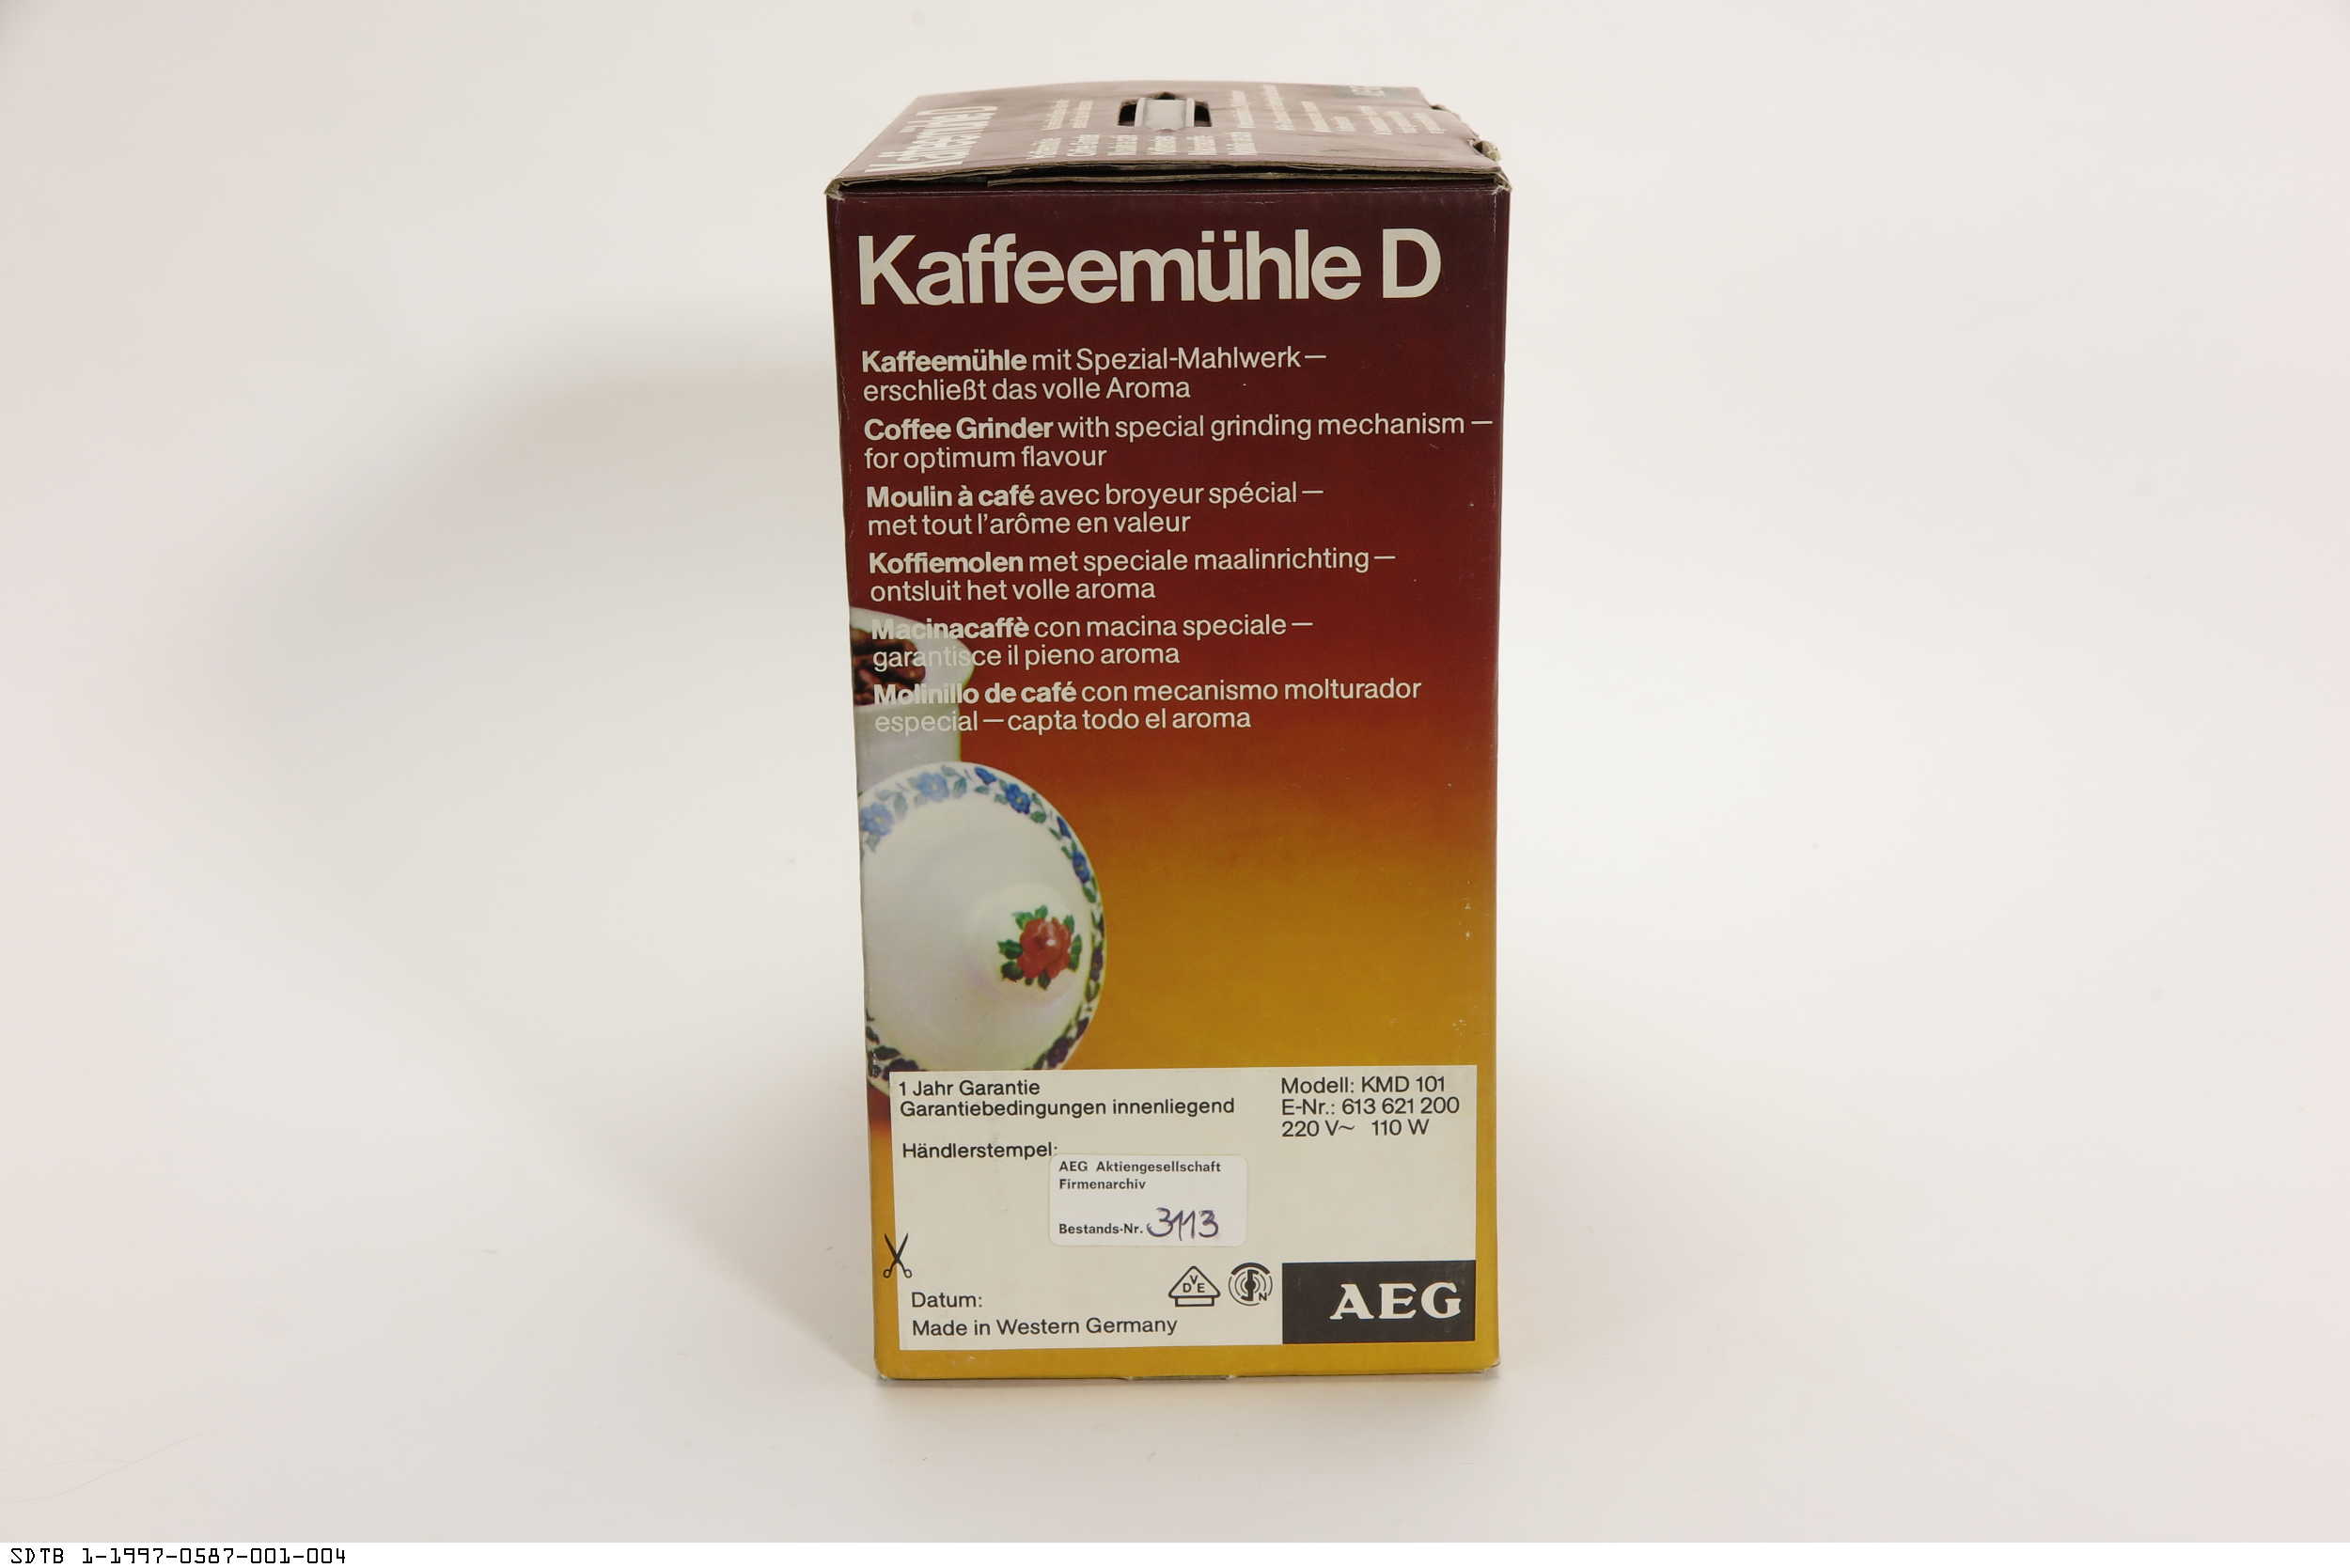 Kaffeemühle D
Kaffeemühle D
Kaffeemühle mit Spezial-Mahlwerk —
erschließt das volle Aroma
Coffee Grinder with special grinding mechanism —
for optimum flavour
Moulin à café avec broyeur spécial —
met tout l'arôme en valeur
Koffiemolen met speciale maalinrichting —
ontsluit het volle aroma
Macinacaffè con macina speciale —
garantisce il pieno aroma
Molinillo de café con mecanismo molturador
especial — capta todo el aroma
1 Jahr Garantie
Garantiebedingungen innenliegend
Händlerstempel:
Modell: KMD 101
E-Nr.: 613 621 200
220 V~ 110 W
AEG Aktiengesellschaft
Firmenarchiv
Bestands-Nr. 3113
Datum:
Made in Western Germany
VDE
N
AEG
SDTB 1-1997-0587-001-004